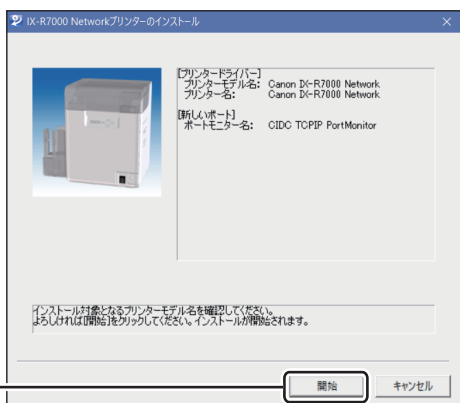 IX-R7000 Networkプリンターのインストール
[プリンタードライバー]
プリンターモデル名: Canon IX-R7000 Network
プリンター名: Canon IX-R7000 Network
[新しいポート]
ポートモニター名: CIDC TCPIP PortMonitor
インストール対象となるプリンターモデル名を確認してください。
よろしければ[開始]をクリックしてください。インストールが開始されます。
開始
キャンセル